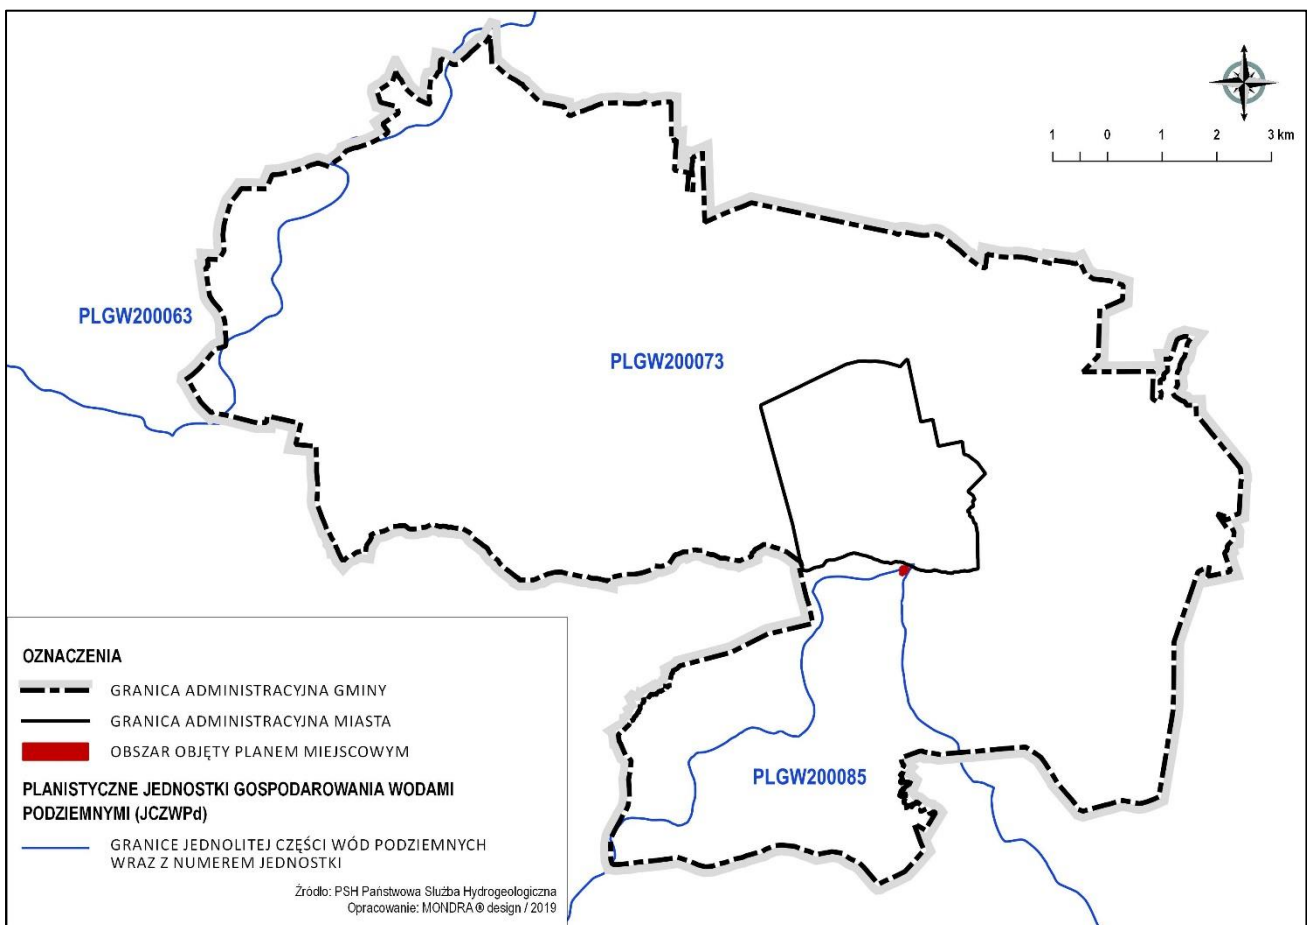 1 0 1 2 3 km
PLGW200063
PLGW200073
PLGW200085
OZNACZENIA
GRANICA ADMINISTRACYJNA GMINY
GRANICA ADMINISTRACYJNA MIASTA
OBSZAR OBJĘTY PLANEM MIEJSCOWYM
PLANISTYCZNE JEDNOSTKI GOSPODAROWANIA WODAMI
PODZIEMNYMI (JCZWPd)
GRANICE JEDNOLITEJ CZĘŚCI WÓD PODZIEMNYCH
WRAZ Z NUMEREM JEDNOSTKI
Źródło: PSH Państwowa Służba Hydrogeologiczna
Opracowanie: MONDRA ® design / 2019